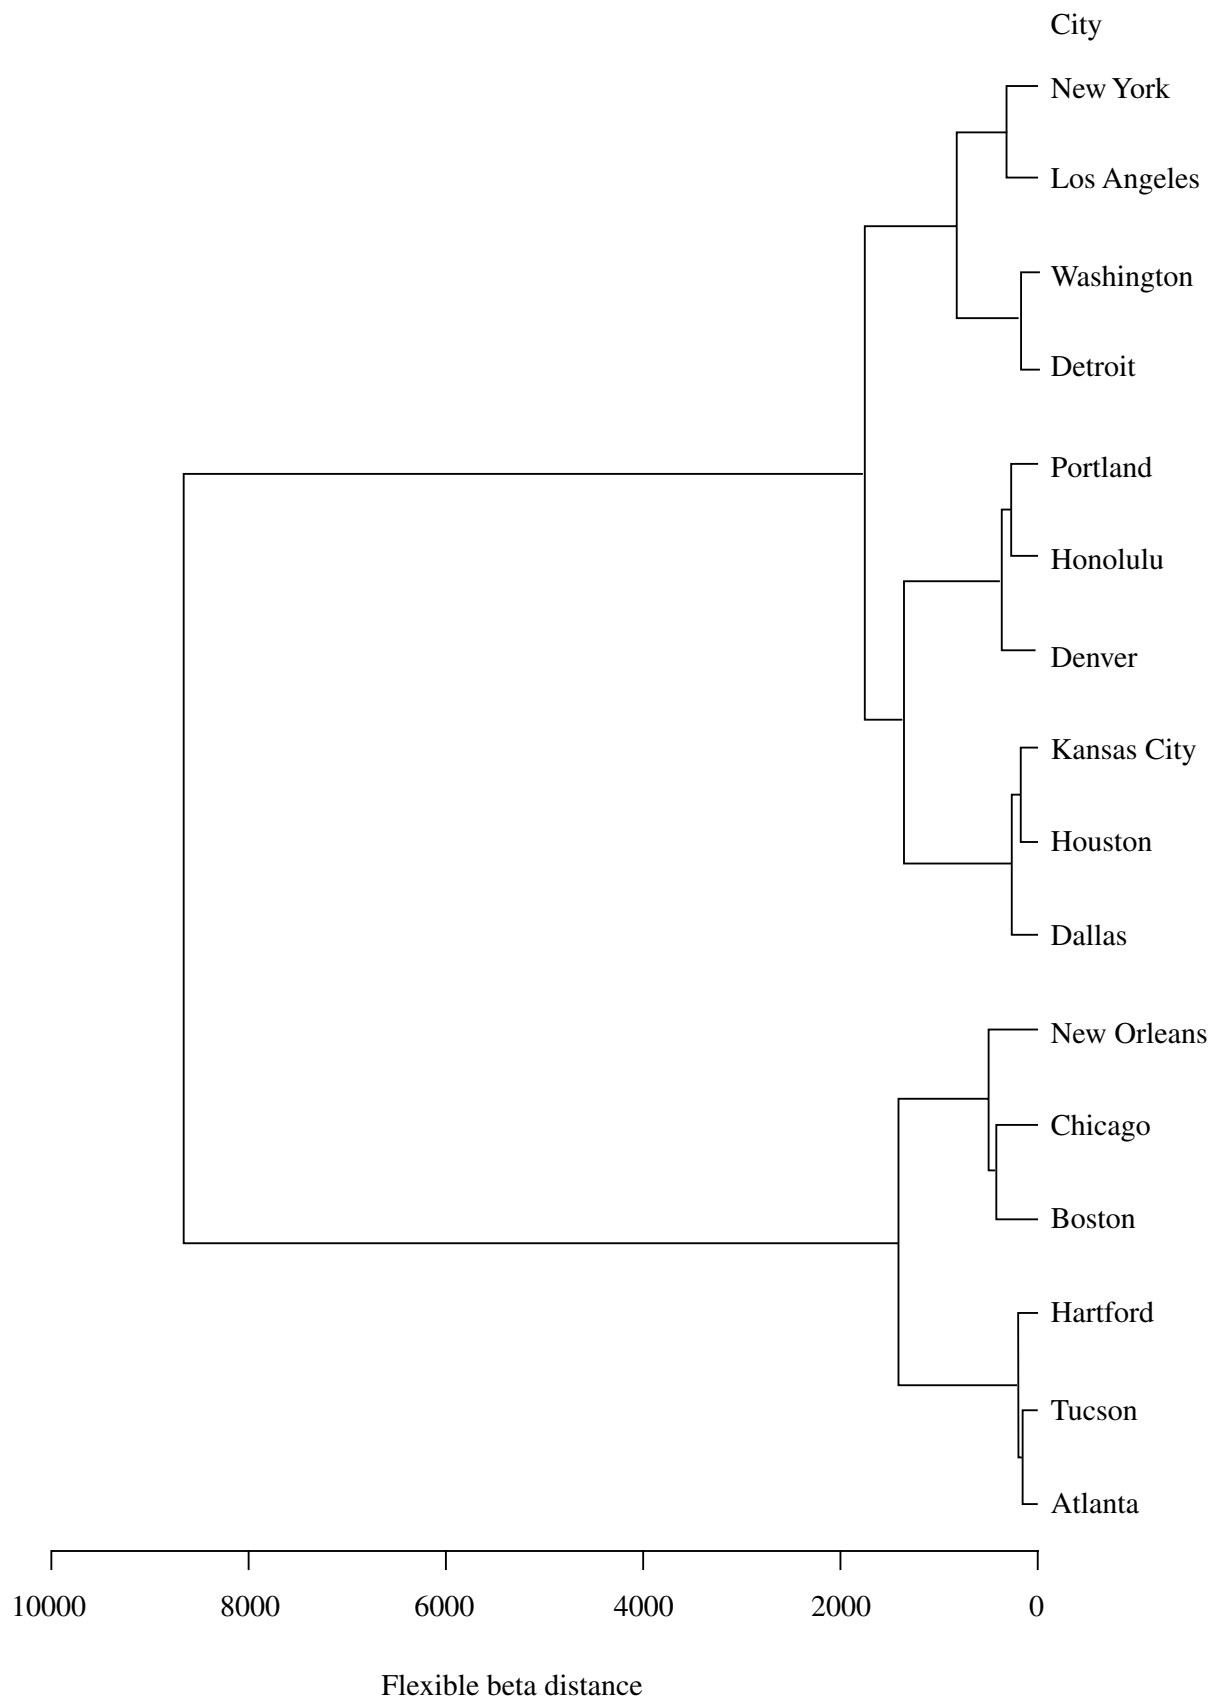 City
New York
Los Angeles
Washington
Detroit
Portland
Honolulu
Denver
Kansas City
Houston
Dallas
New Orleans
Chicago
Boston
Hartford
Tucson
Atlanta
10000 8000 6000 4000 2000 0
Flexible beta distance